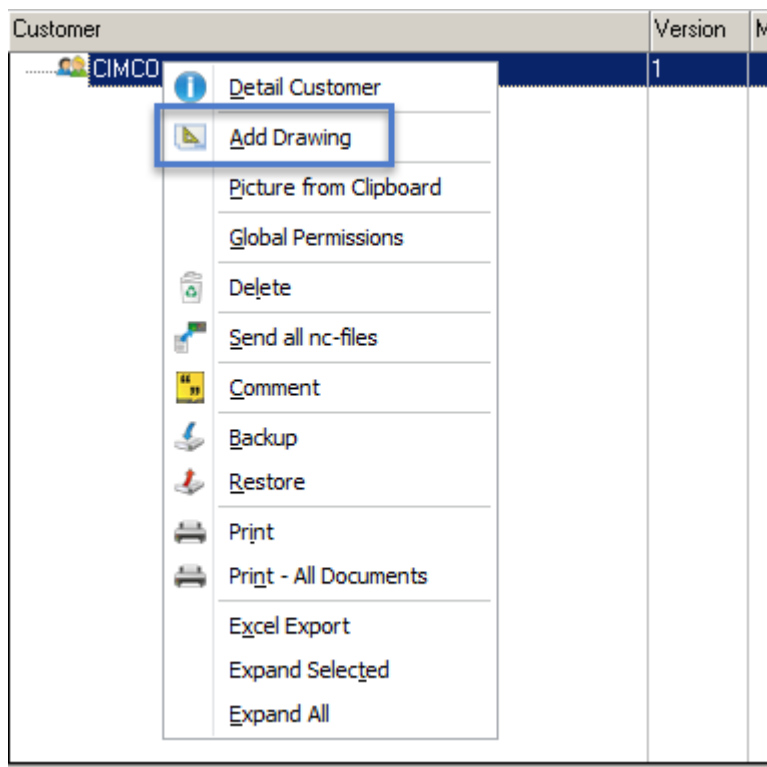 Customer Version M
CIMCO 1
Detail Customer
Add Drawing
Picture from Clipboard
Global Permissions
Delete
Send all nc-files
Comment
Backup
Restore
Print
Print - All Documents
Excel Export
Expand Selected
Expand All